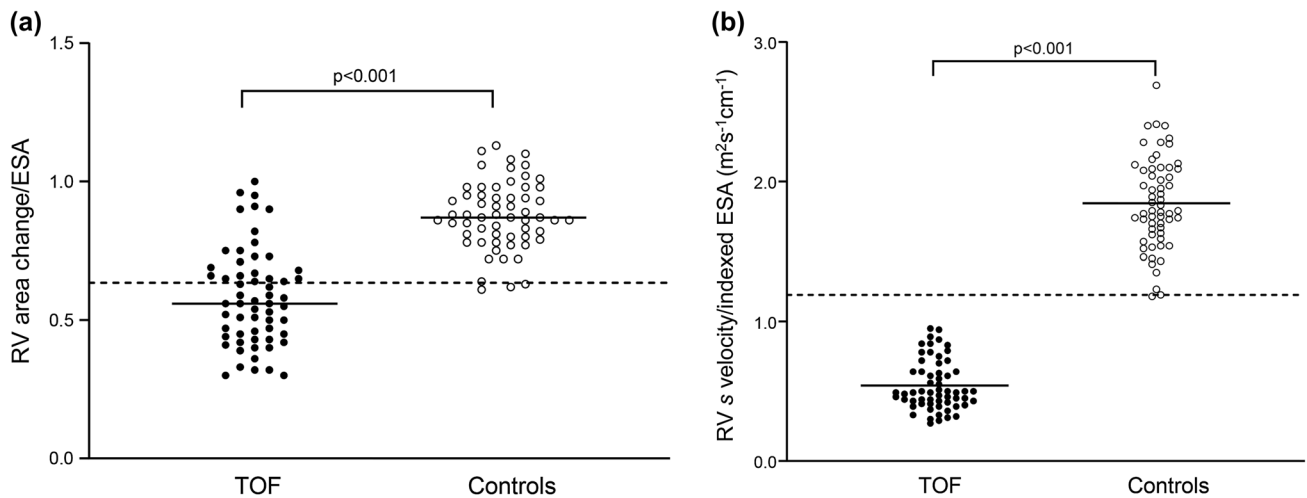 (a)
RV area change/ESA
1.5
1.0
0.5
0.0
p<0.001
TOF
Controls
(b)
RV s velocity/indexed ESA (m²s⁻¹cm⁻¹)
3.0
2.0
1.0
0.0
p<0.001
TOF
Controls